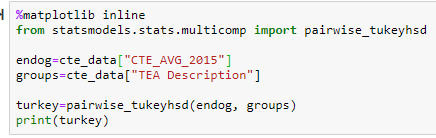 %matplotlib inline
from statsmodels.stats.multicomp import pairwise_tukeyhsd
endog=cte_data["CTE_AVG_2015"]
groups=cte_data["TEA Description"]
turkey=pairwise_tukeyhsd(endog, groups)
print(turkey)